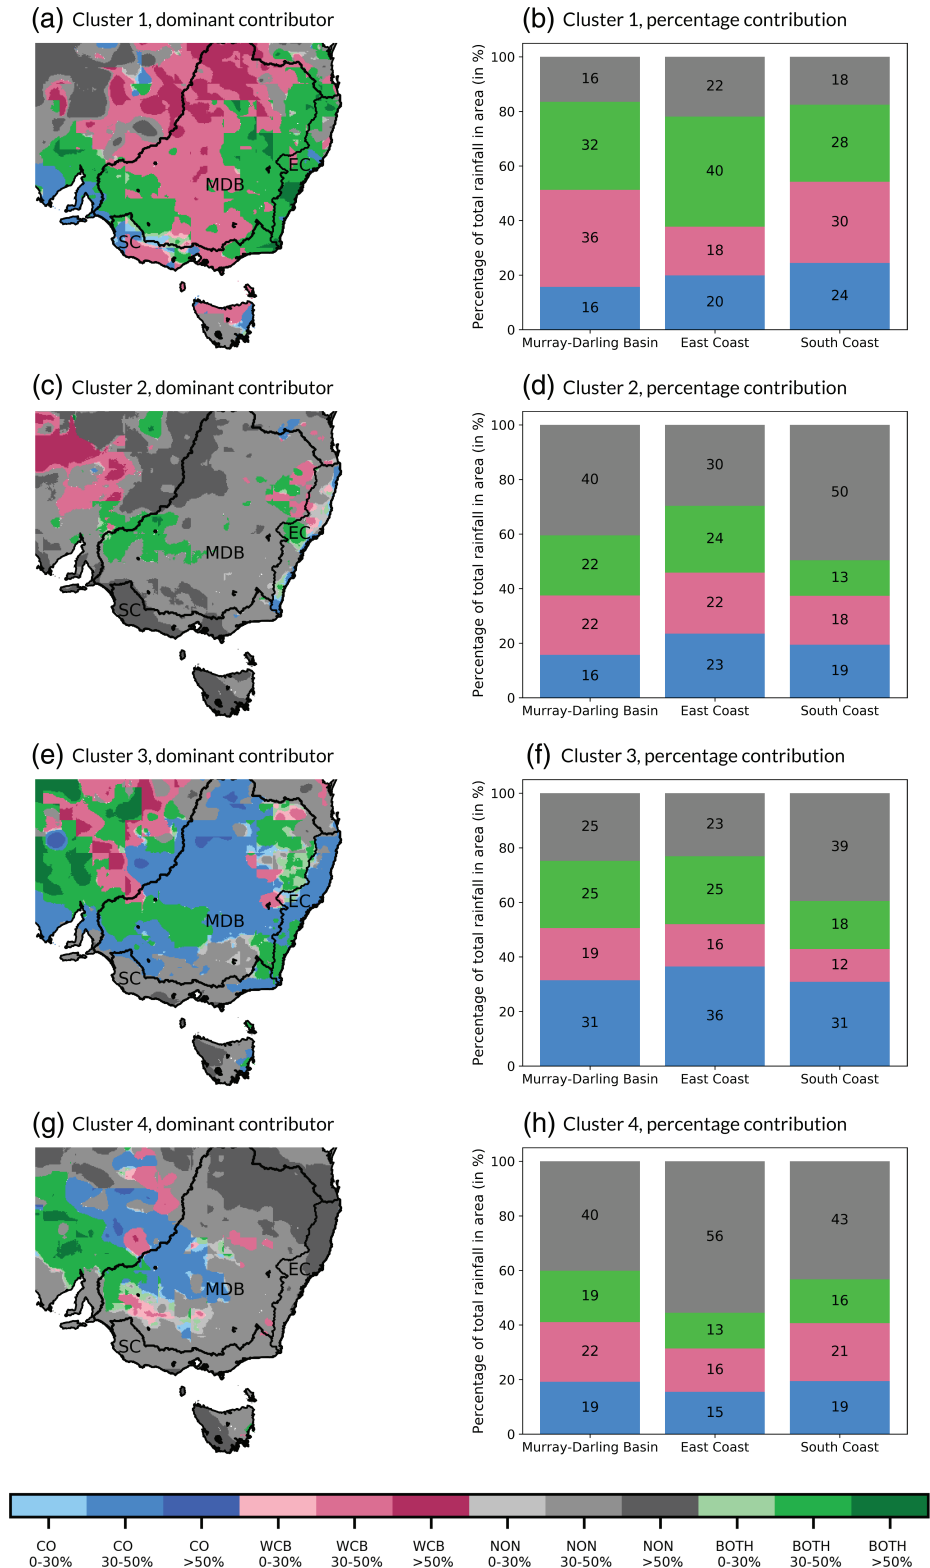 (a) Cluster 1, dominant contributor
MDB
EC
SC
(b) Cluster 1, percentage contribution
Percentage of total rainfall in area (in %)
100
80
60
40
20
0
16
32
36
16
22
40
18
20
18
28
30
24
Murray-Darling Basin East Coast South Coast
(c) Cluster 2, dominant contributor
MDB
EC
SC
(d) Cluster 2, percentage contribution
Percentage of total rainfall in area (in %)
100
80
60
40
20
0
40
22
22
16
30
24
22
23
50
13
18
19
Murray-Darling Basin East Coast South Coast
(e) Cluster 3, dominant contributor
MDB
EC
SC
(f) Cluster 3, percentage contribution
Percentage of total rainfall in area (in %)
100
80
60
40
20
0
25
25
19
31
23
25
16
36
39
18
12
31
Murray-Darling Basin East Coast South Coast
(g) Cluster 4, dominant contributor
MDB
EC
SC
(h) Cluster 4, percentage contribution
Percentage of total rainfall in area (in %)
100
80
60
40
20
0
40
19
22
19
56
13
16
15
43
16
21
19
Murray-Darling Basin East Coast South Coast
CO CO CO WCB WCB WCB NON NON NON BOTH BOTH BOTH
0-30% 30-50% >50% 0-30% 30-50% >50% 0-30% 30-50% >50% 0-30% 30-50% >50%